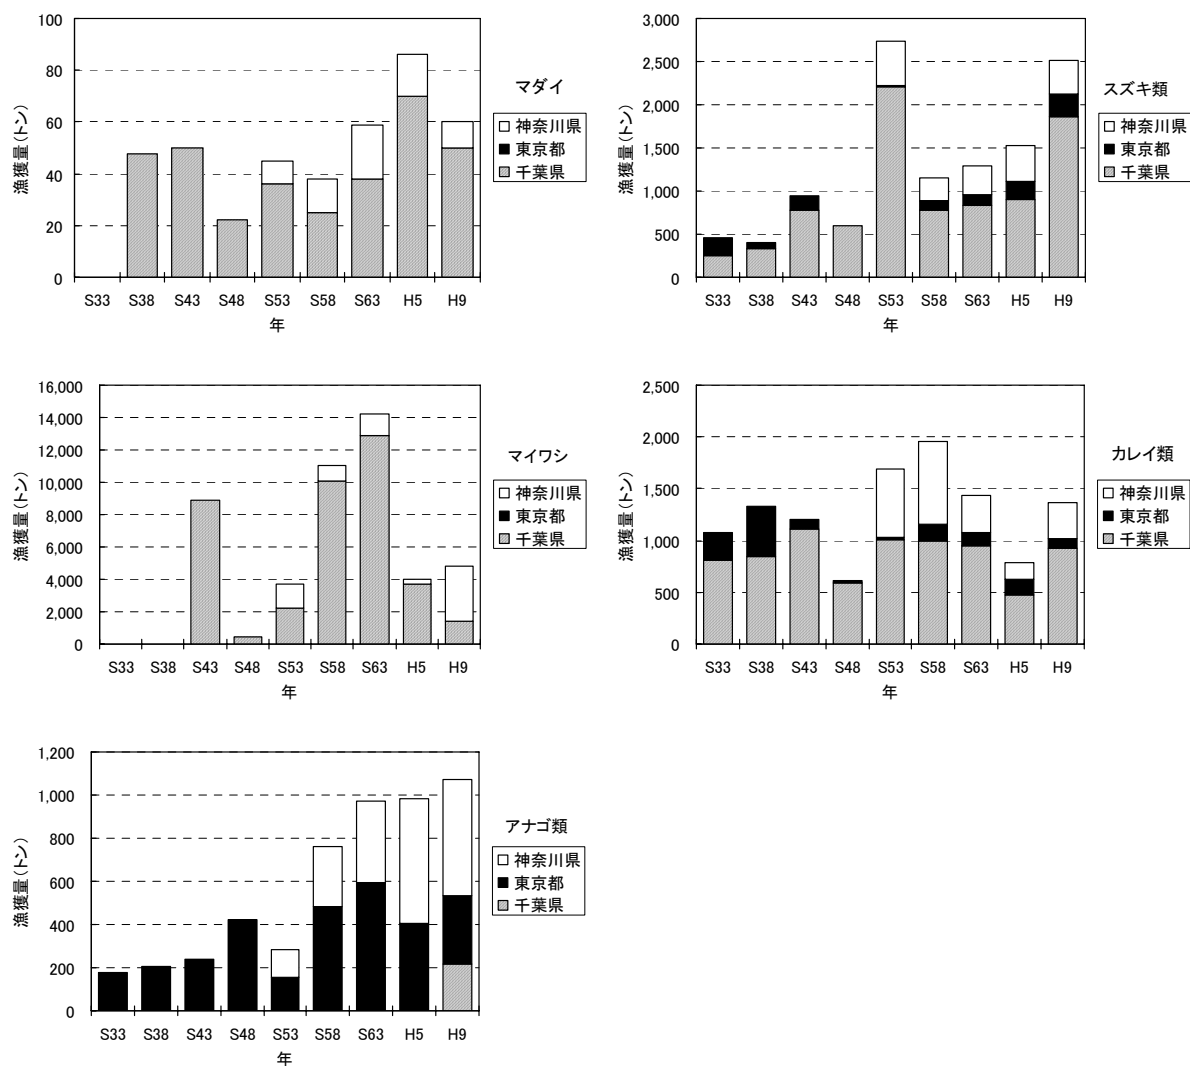 100
80
60
40
20
0
漁獲量(トン)
S33 S38 S43 S48 S53 S58 S63 H5 H9
年
マダイ
神奈川県
東京都
千葉県
3,000
2,500
2,000
1,500
1,000
500
0
漁獲量(トン)
S33 S38 S43 S48 S53 S58 S63 H5 H9
年
スズキ類
神奈川県
東京都
千葉県
16,000
14,000
12,000
10,000
8,000
6,000
4,000
2,000
0
漁獲量(トン)
S33 S38 S43 S48 S53 S58 S63 H5 H9
年
マイワシ
神奈川県
東京都
千葉県
2,500
2,000
1,500
1,000
500
0
漁獲量(トン)
S33 S38 S43 S48 S53 S58 S63 H5 H9
年
カレイ類
神奈川県
東京都
千葉県
1,200
1,000
800
600
400
200
0
漁獲量(トン)
S33 S38 S43 S48 S53 S58 S63 H5 H9
年
アナゴ類
神奈川県
東京都
千葉県